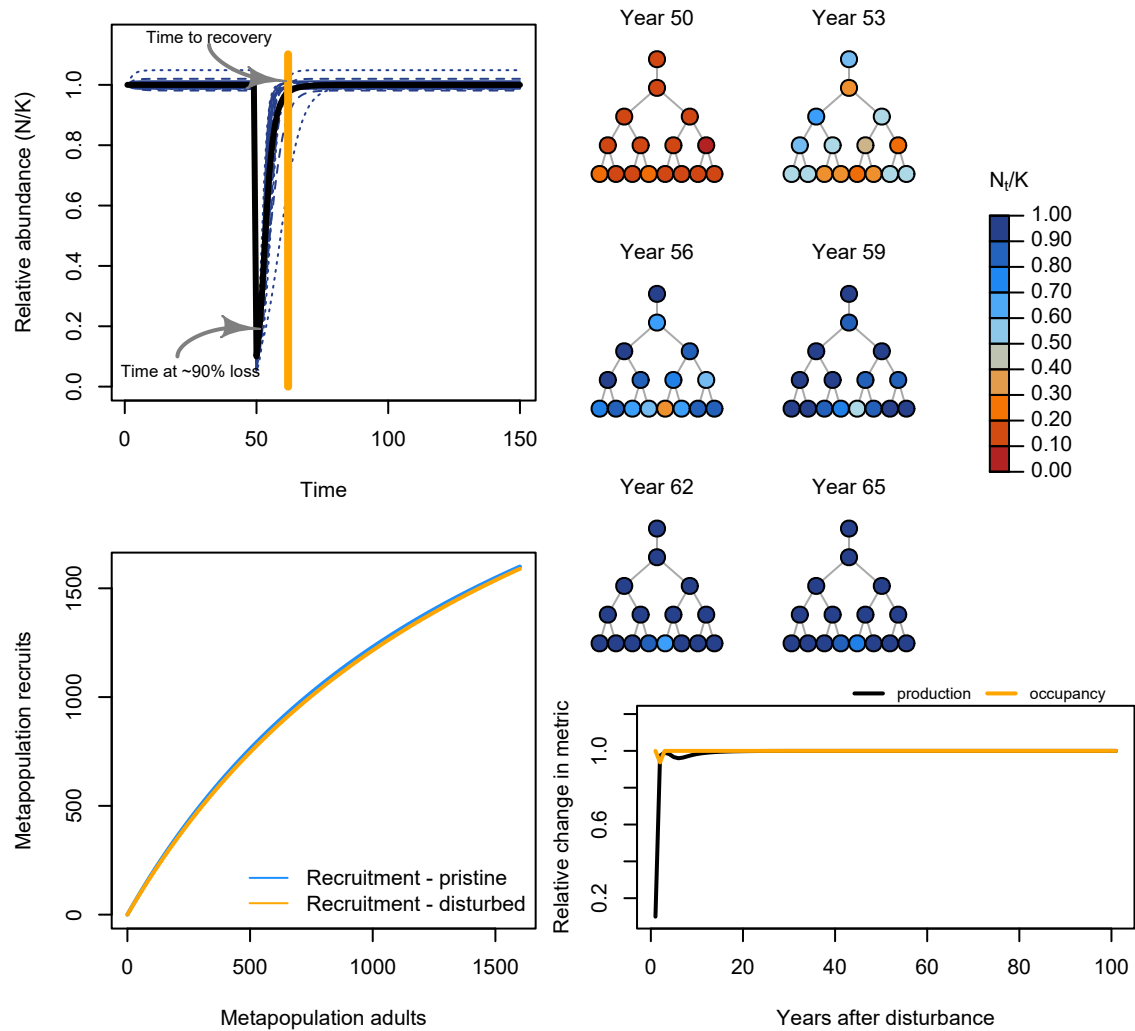 Time to recovery
Time at ~90% loss
Relative abundance (N/K)
0.0
0.2
0.4
0.6
0.8
1.0
0
50
100
150
Time
Year 50
Year 53
Year 56
Year 59
Year 62
Year 65
Nt/K
1.00
0.90
0.80
0.70
0.60
0.50
0.40
0.30
0.20
0.10
0.00
Metapopulation recruits
0
500
1000
1500
Recruitment - pristine
Recruitment - disturbed
0
500
1000
1500
Metapopulation adults
production
occupancy
Relative change in metric
0.2
0.6
1.0
0
20
40
60
80
100
Years after disturbance